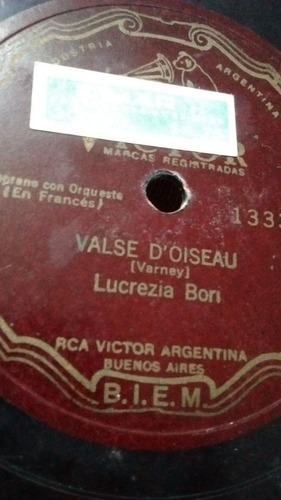 INDUSTRIA ARGENTINA
VICTOR
MARCAS REGISTRADAS
Soprano con Orquesta
(En Francés)
VALSE D'OISEAU
(Varney)
Lucrezia Bori
RCA VICTOR ARGENTINA
BUENOS AIRES
B.I.E.M.